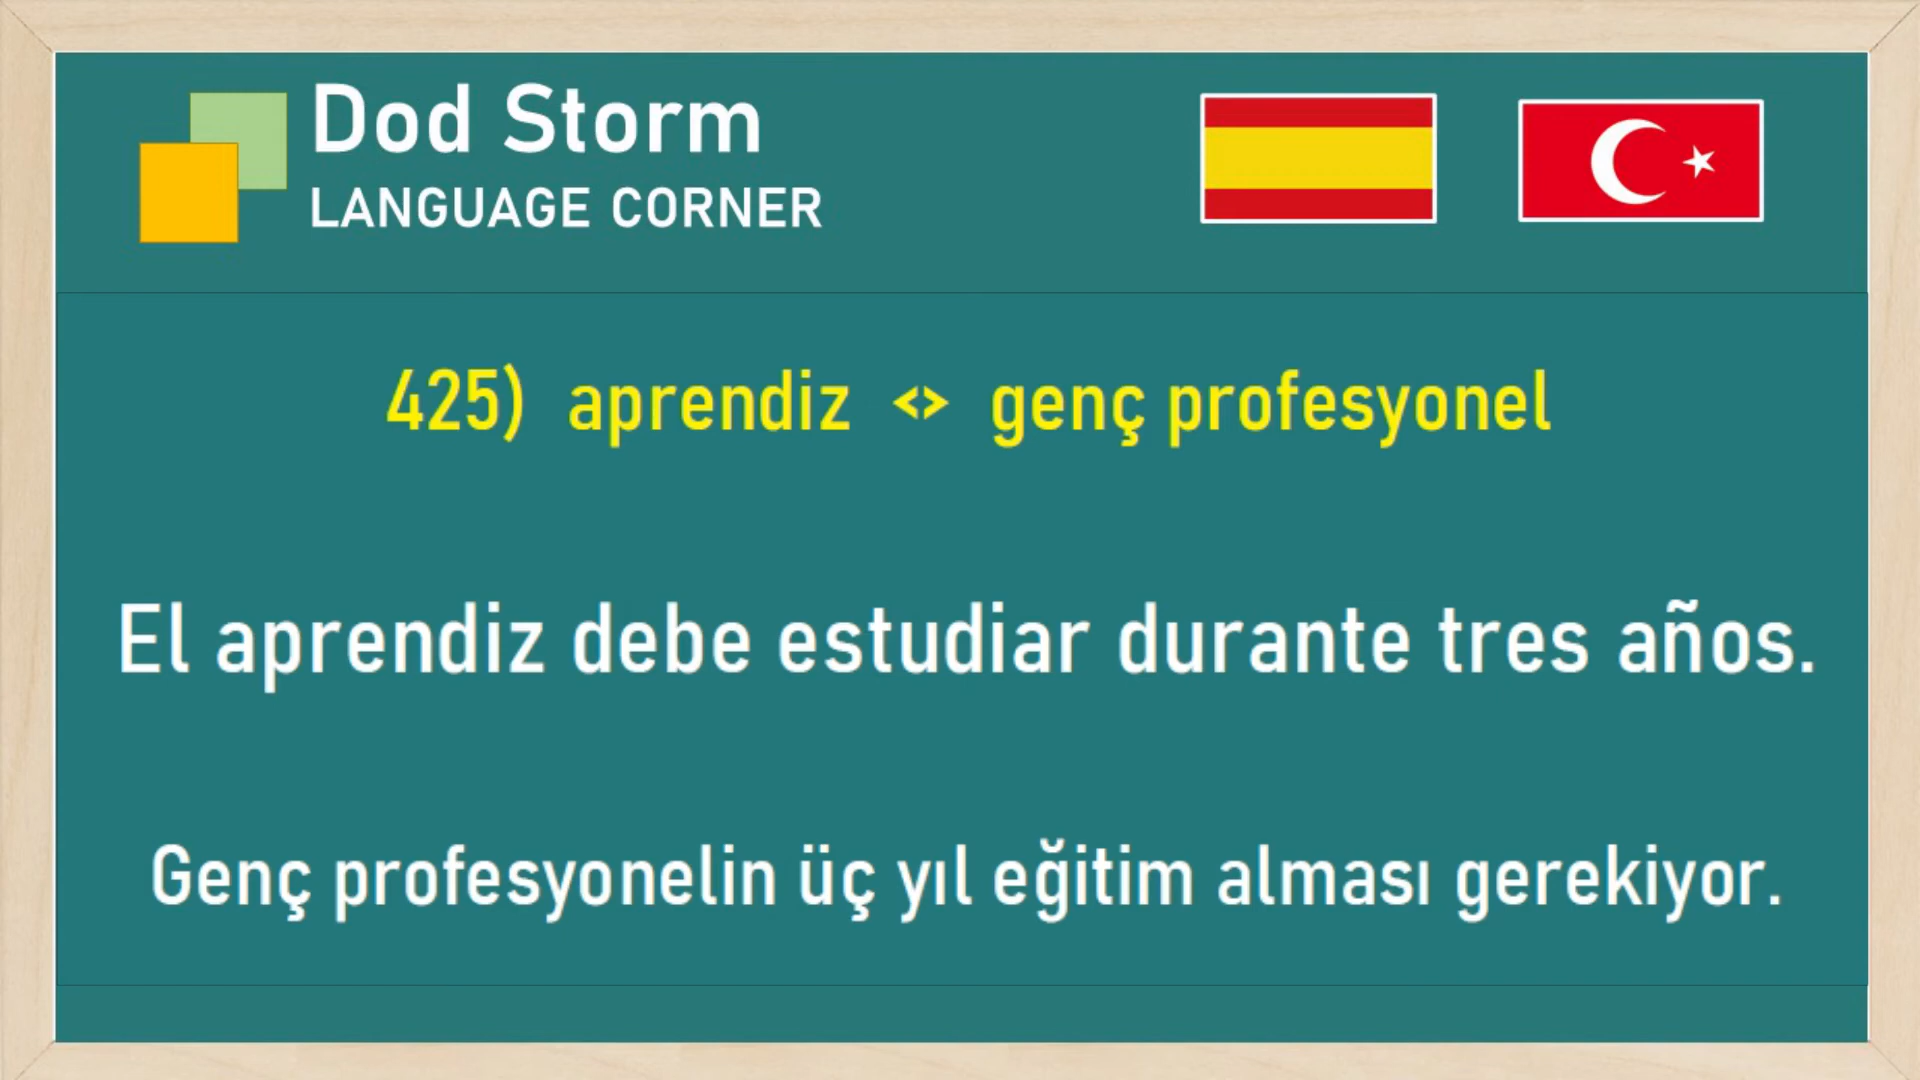 Dod Storm
LANGUAGE CORNER
425) aprendiz <> genç profesyonel
El aprendiz debe estudiar durante tres años.
Genç profesyonelin üç yıl eğitim alması gerekiyor.